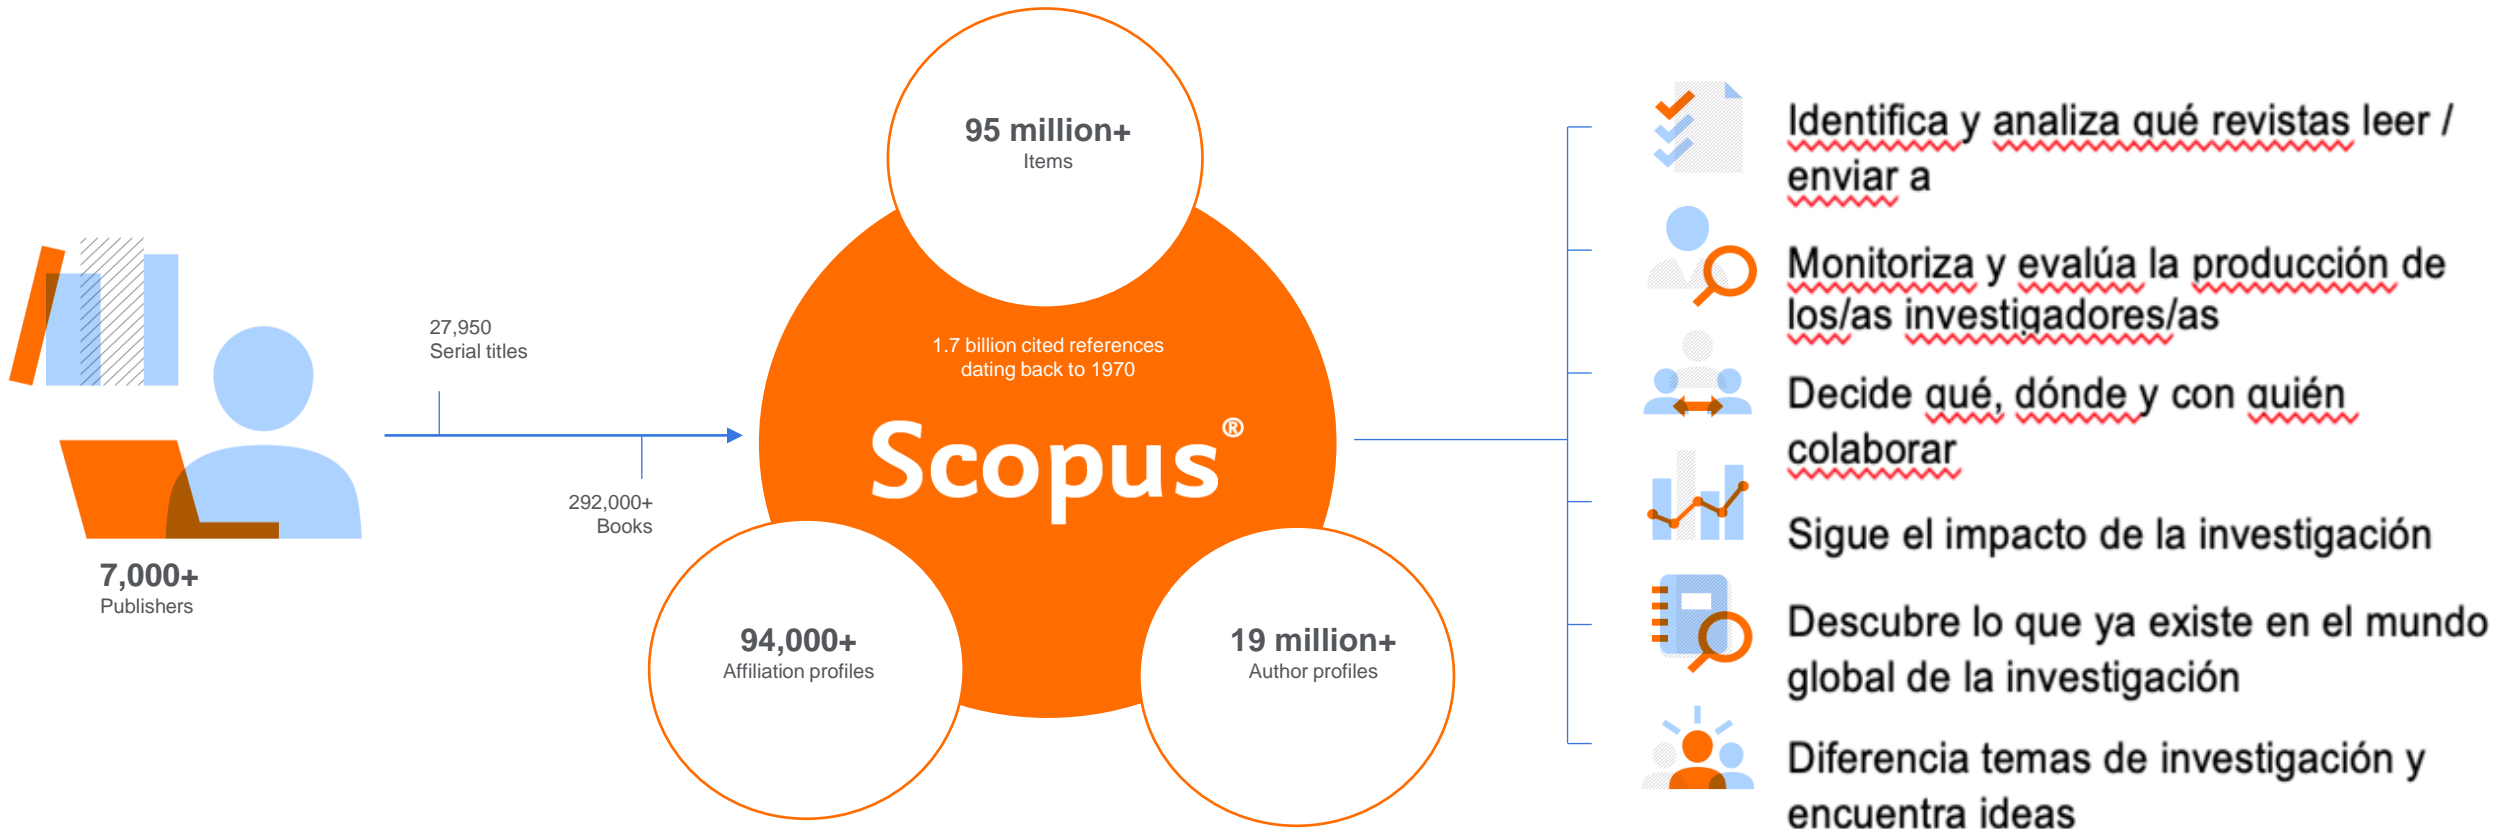 7,000+
Publishers
27,950
Serial titles
292,000+
Books
95 million+
Items
1.7 billion cited references
dating back to 1970
Scopus®
94,000+
Affiliation profiles
19 million+
Author profiles
Identifica y analiza qué revistas leer /
enviar a
Monitoriza y evalúa la producción de
los/as investigadores/as
Decide qué, dónde y con quién
colaborar
Sigue el impacto de la investigación
Descubre lo que ya existe en el mundo
global de la investigación
Diferencia temas de investigación y
encuentra ideas